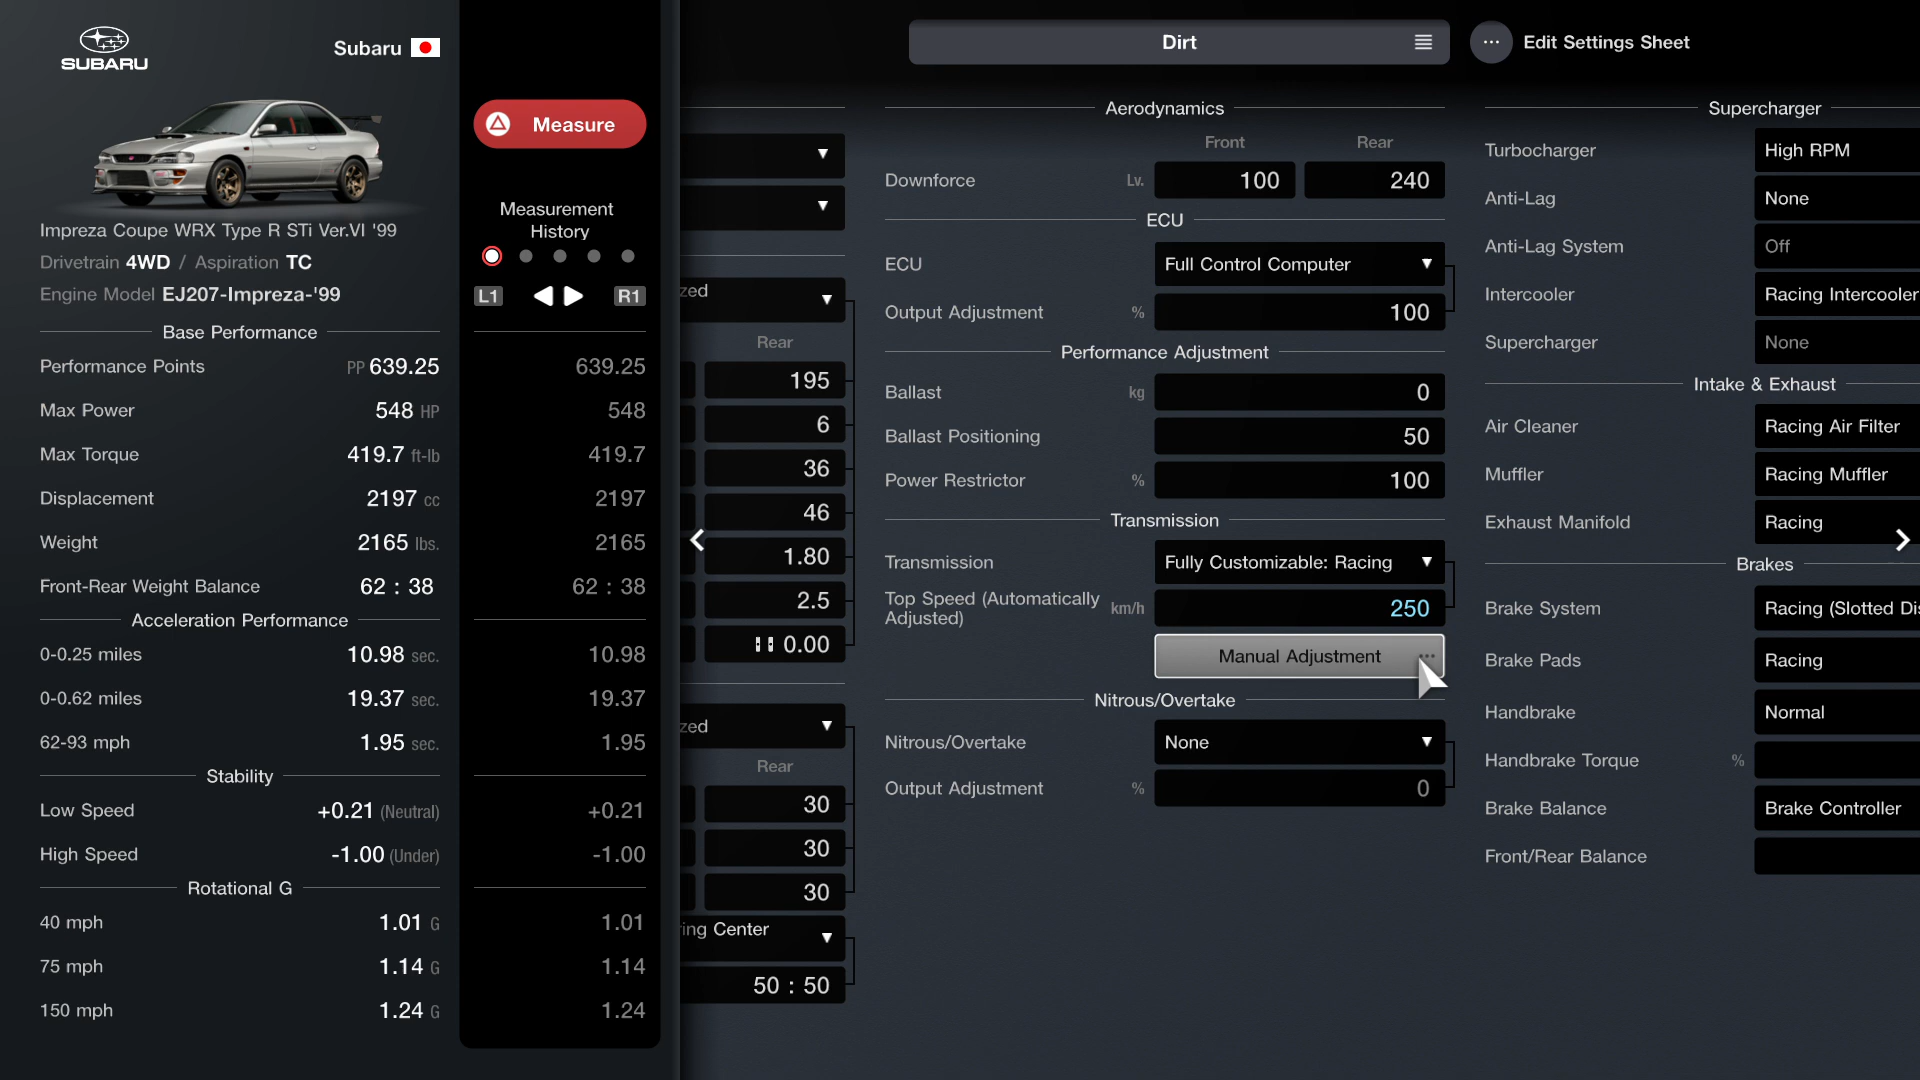 SUBARU
Subaru
Impreza Coupe WRX Type R STi Ver.VI '99
Drivetrain 4WD / Aspiration TC
Engine Model EJ207-Impreza-'99
Base Performance
Performance Points PP 639.25
Max Power 548 HP
Max Torque 419.7 ft-lb
Displacement 2197 cc
Weight 2165 lbs.
Front-Rear Weight Balance 62 : 38
Acceleration Performance
0-0.25 miles 10.98 sec.
0-0.62 miles 19.37 sec.
62-93 mph 1.95 sec.
Stability
Low Speed +0.21 (Neutral)
High Speed -1.00 (Under)
Rotational G
40 mph 1.01 G
75 mph 1.14 G
150 mph 1.24 G
Measure
Measurement
History
L1 R1
639.25
548
419.7
2197
2165
62 : 38
10.98
19.37
1.95
+0.21
-1.00
1.01
1.14
1.24
zed
Rear
195
6
36
46
1.80
2.5
0.00
zed
Rear
30
30
30
ring Center
50 : 50
Dirt
Edit Settings Sheet
Aerodynamics
Front Rear
Downforce Lv. 100 240
ECU
ECU Full Control Computer
Output Adjustment % 100
Performance Adjustment
Ballast kg 0
Ballast Positioning 50
Power Restrictor % 100
Transmission
Transmission Fully Customizable: Racing
Top Speed (Automatically
Adjusted) km/h 250
Manual Adjustment
Nitrous/Overtake
Nitrous/Overtake None
Output Adjustment % 0
Supercharger
Turbocharger High RPM
Anti-Lag None
Anti-Lag System Off
Intercooler Racing Intercooler
Supercharger None
Intake & Exhaust
Air Cleaner Racing Air Filter
Muffler Racing Muffler
Exhaust Manifold Racing
Brakes
Brake System Racing (Slotted Dis
Brake Pads Racing
Handbrake Normal
Handbrake Torque %
Brake Balance Brake Controller
Front/Rear Balance